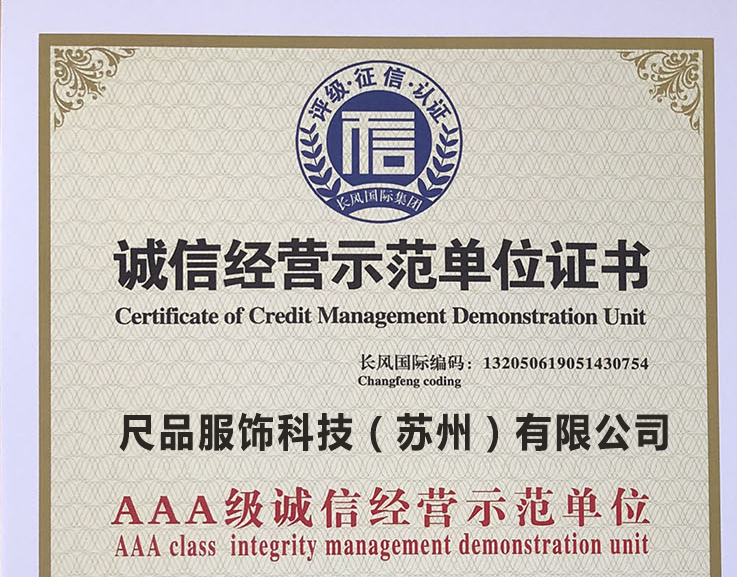 评级·征信·认证
信
长风国际集团
诚信经营示范单位证书
Certificate of Credit Management Demonstration Unit
长风国际编码：132050619051430754
Changfeng coding
尺品服饰科技（苏州）有限公司
AAA级诚信经营示范单位
AAA class integrity management demonstration unit